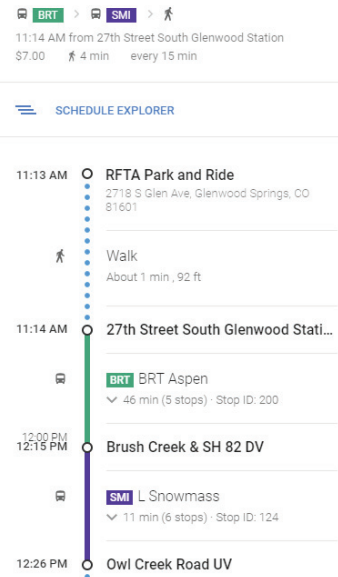 BRT > SMI >
11:14 AM from 27th Street South Glenwood Station
$7.00 4 min every 15 min
SCHEDULE EXPLORER
11:13 AM RFTA Park and Ride
2718 S Glen Ave, Glenwood Springs, CO
81601
Walk
About 1 min , 92 ft
11:14 AM 27th Street South Glenwood Stati...
BRT BRT Aspen
46 min (5 stops) · Stop ID: 200
12:00 PM
12:15 PM Brush Creek & SH 82 DV
SMI L Snowmass
11 min (6 stops) · Stop ID: 124
12:26 PM Owl Creek Road UV